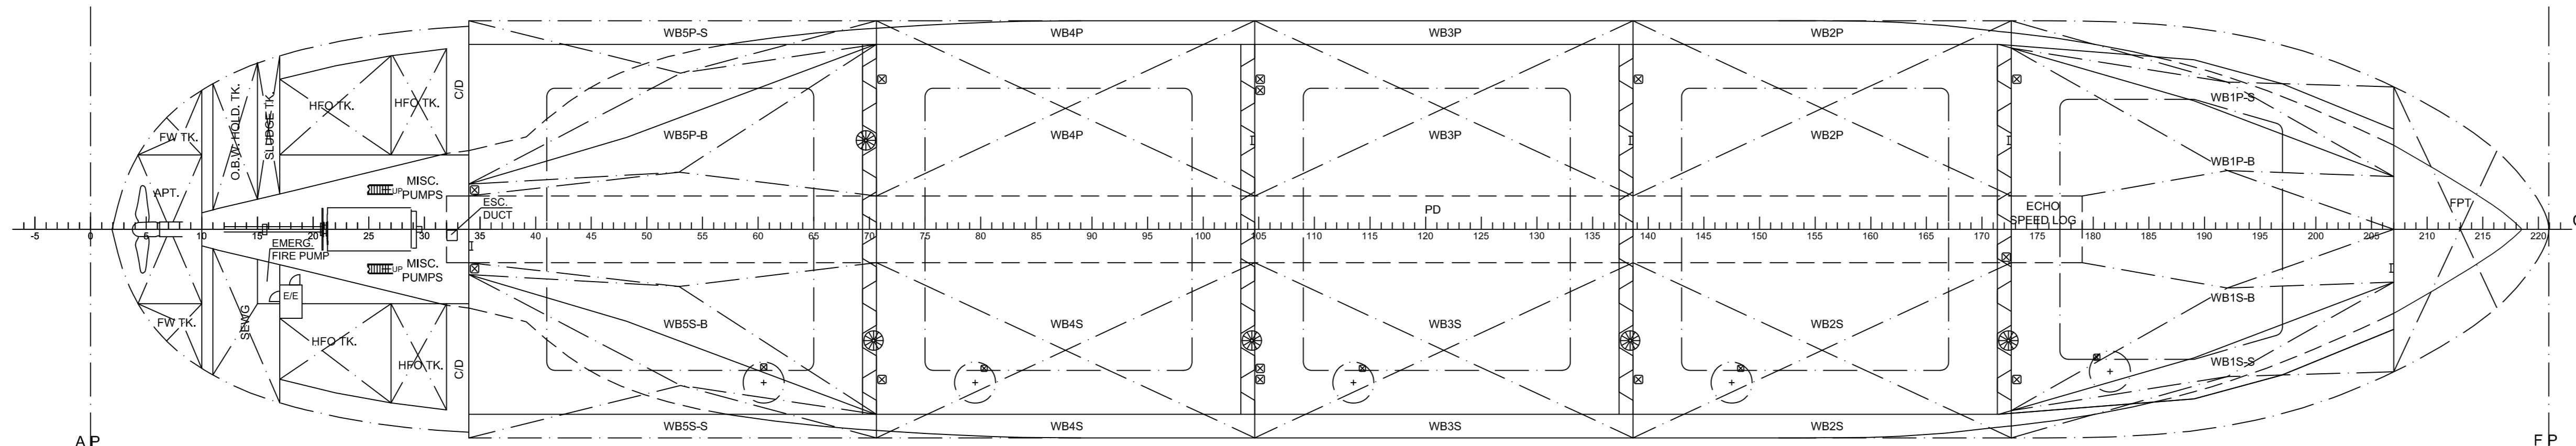 WB5P-S WB4P WB3P WB2P
HFO TK. HFO TK. C/D
O.B.W. HOLD. TK. SLUDGE TK.
FW TK. WB5P-B WB4P WB3P WB2P WB1P-S
WB1P-B
APT. UP MISC.
PUMPS
ESC.
DUCT
PD
ECHO
SPEED LOG
FPT
-5 0 5 10 15 20 25 30 35 40 45 50 55 60 65 70 75 80 85 90 95 100 105 110 115 120 125 130 135 140 145 150 155 160 165 170 175 180 185 190 195 200 205 210 215 220
EMERG.
FIRE PUMP
UP MISC.
PUMPS
E/E
WB1S-B
FW TK. SEWG WB5S-B WB4S WB3S WB2S
HFO TK.
HFO TK. C/D WB1S-S
WB5S-S WB4S WB3S WB2S
A P F P